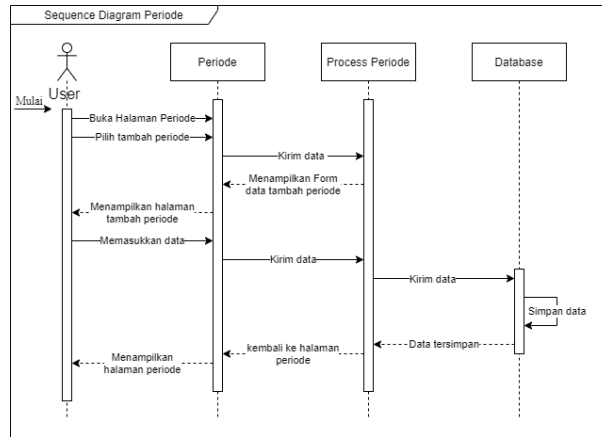 Sequence Diagram Periode
Periode
Process Periode
Database
User
Mulai
Buka Halaman Periode
Pilih tambah periode
Kirim data
Menampilkan Form
data tambah periode
Menampilkan halaman
tambah periode
Memasukkan data
Kirim data
Kirim data
Simpan data
Data tersimpan
kembali ke halaman
periode
Menampilkan
halaman periode